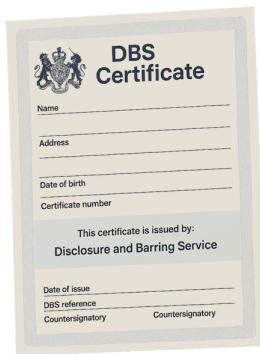 DBS
Certificate
Name
Address
Date of birth
Certificate number
This certificate is issued by:
Disclosure and Barring Service
Date of issue
DBS reference
Countersignatory Countersignatory